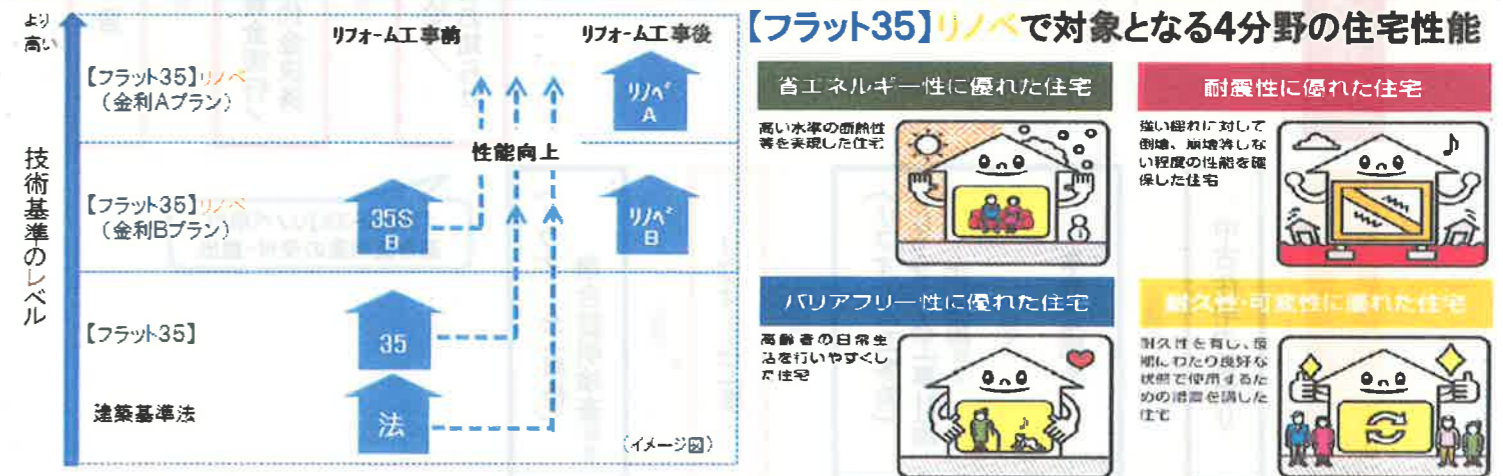 より
高い
技術基準のレベル
リフォーム工事前
リフォーム工事後
【フラット35】リノベ
（金利Aプラン）
リノベ
A
性能向上
【フラット35】リノベ
（金利Bプラン）
35S
B
リノベ
B
【フラット35】
35
建築基準法
法
（イメージ図）
【フラット35】リノベで対象となる4分野の住宅性能
省エネルギー性に優れた住宅
高い水準の断熱性
等を実現した住宅
耐震性に優れた住宅
強い揺れに対して
倒壊、崩壊等しな
い程度の性能を確
保した住宅
バリアフリー性に優れた住宅
高齢者の日常生
活を行いやすくし
た住宅
耐久性・可変性に優れた住宅
耐久性を有し、長
期にわたり良好な
状態で使用するた
めの措置を講した
住宅